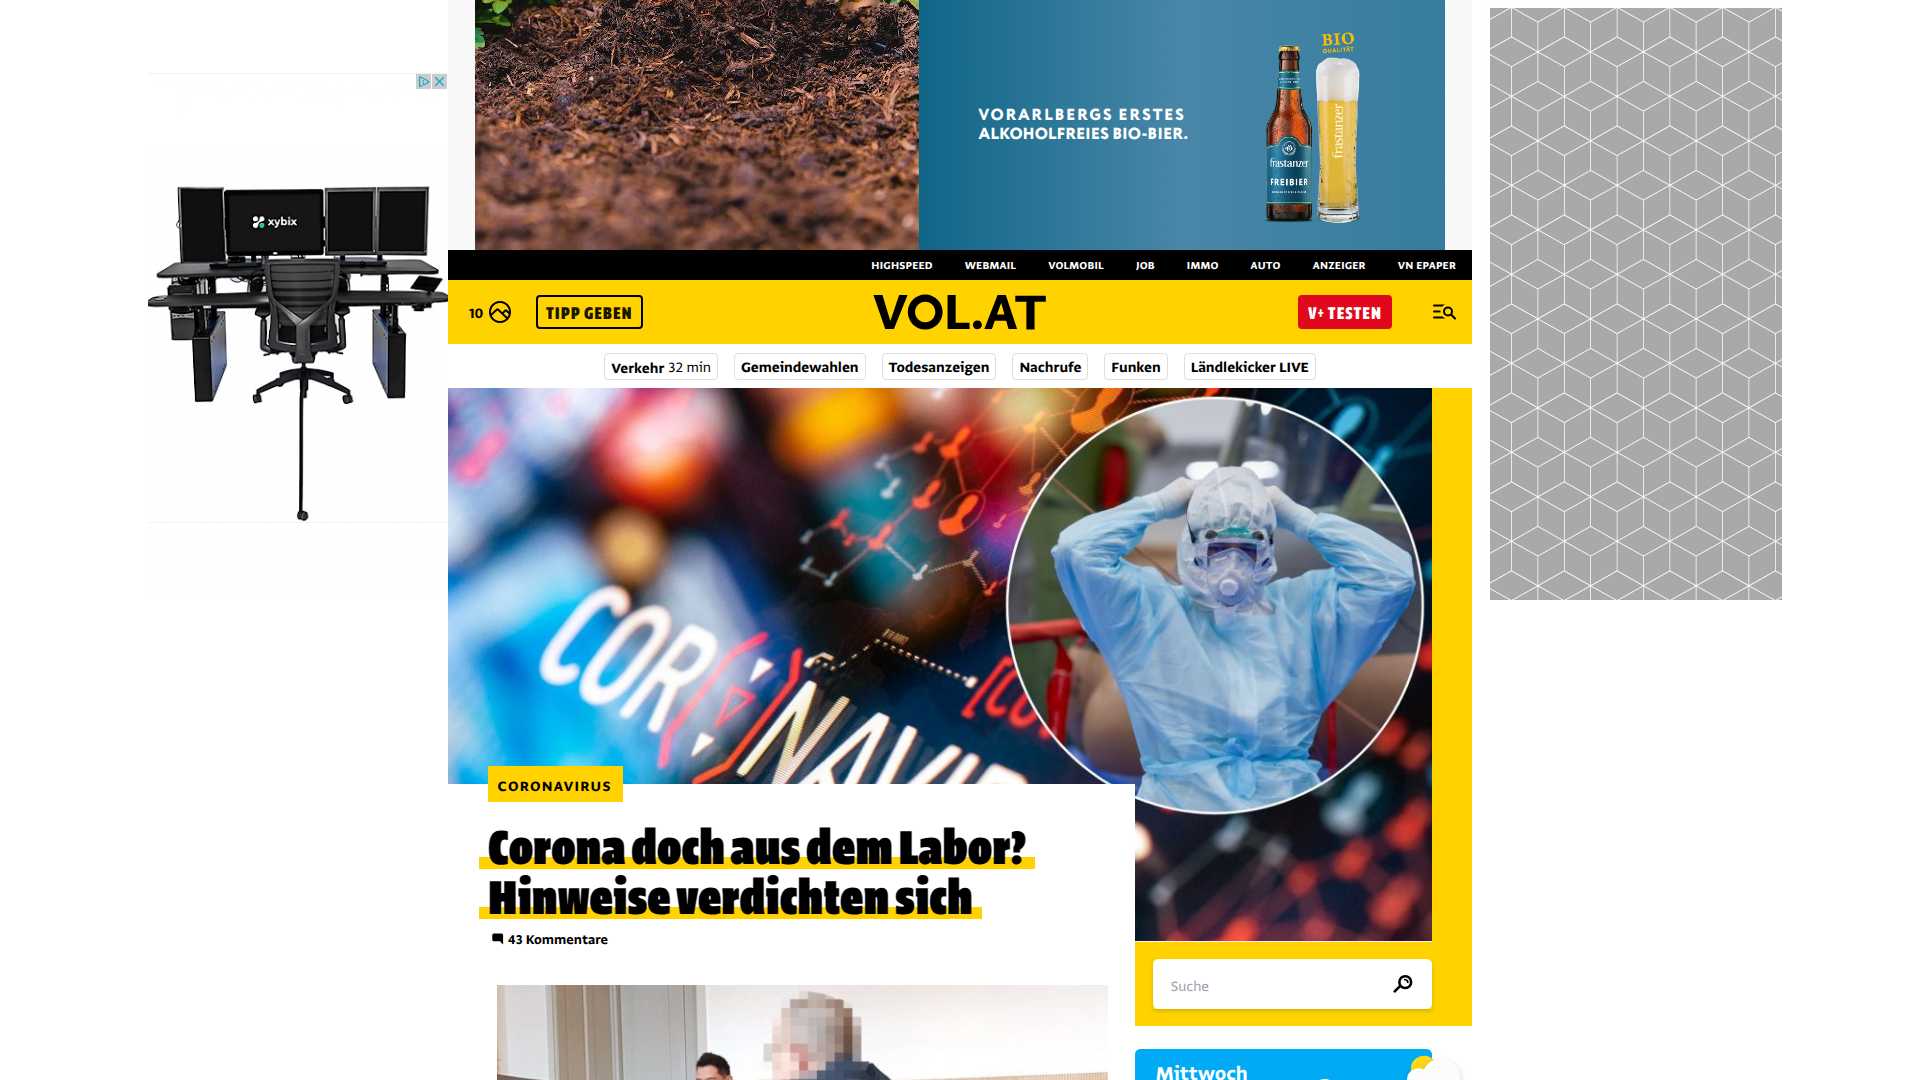 BIO
QUALITÄT
VORARLBERGS ERSTES
ALKOHOLFREIES BIO-BIER.
frastanzer
frastanzer
FREIBIER
xybix
HIGHSPEED
WEBMAIL
VOLMOBIL
JOB
IMMO
AUTO
ANZEIGER
VN EPAPER
10
TIPP GEBEN
VOL.AT
V+ TESTEN
Verkehr 32 min
Gemeindewahlen
Todesanzeigen
Nachrufe
Funken
Ländlekicker LIVE
CORONAVIRUS
Corona doch aus dem Labor?
Hinweise verdichten sich
43 Kommentare
Suche
Mittwoch